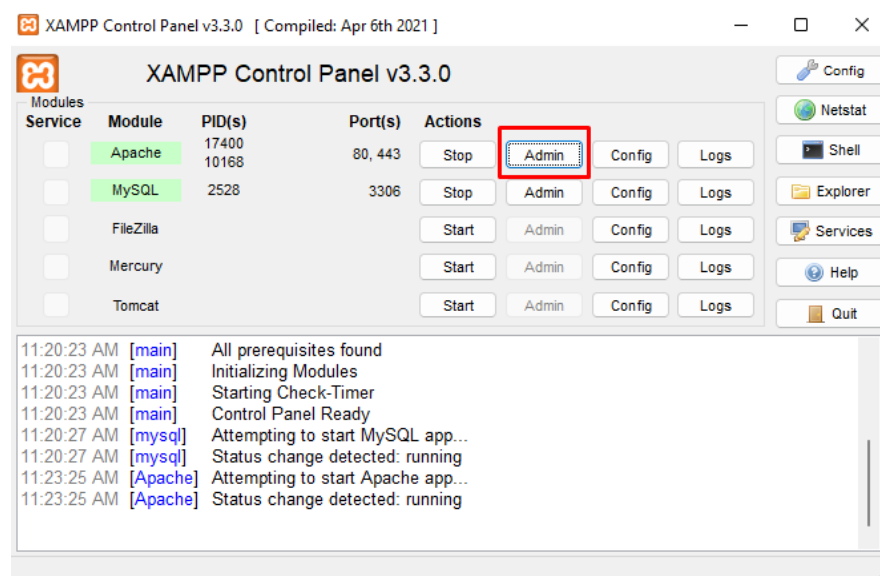 XAMPP Control Panel v3.3.0 [ Compiled: Apr 6th 2021 ]
XAMPP Control Panel v3.3.0
Config
Modules
Service Module PID(s) Port(s) Actions
Netstat
Apache 17400 10168 80, 443 Stop Admin Config Logs
Shell
MySQL 2528 3306 Stop Admin Config Logs
Explorer
FileZilla Start Admin Config Logs
Services
Mercury Start Admin Config Logs
Help
Tomcat Start Admin Config Logs
Quit
11:20:23 AM [main] All prerequisites found
11:20:23 AM [main] Initializing Modules
11:20:23 AM [main] Starting Check-Timer
11:20:23 AM [main] Control Panel Ready
11:20:27 AM [mysql] Attempting to start MySQL app...
11:20:27 AM [mysql] Status change detected: running
11:23:25 AM [Apache] Attempting to start Apache app...
11:23:25 AM [Apache] Status change detected: running